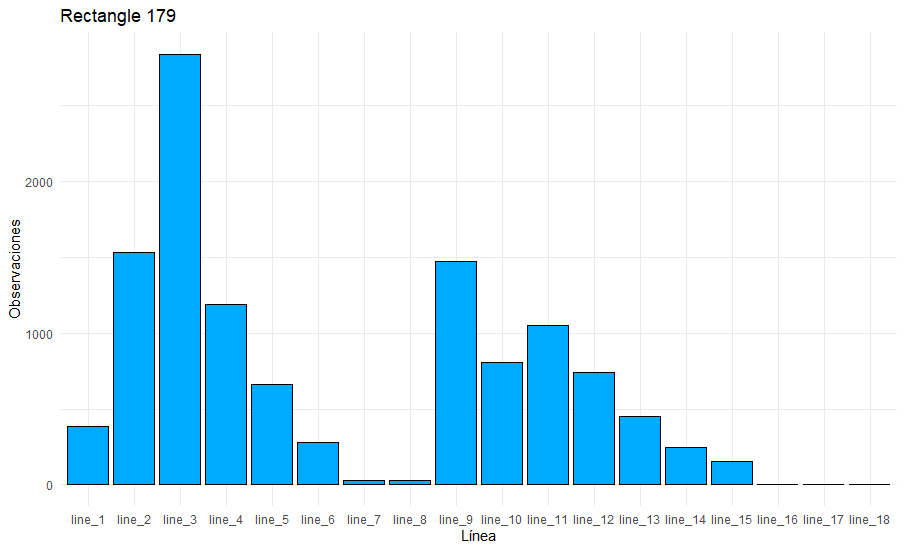 Rectangle 179
Observaciones
2000
1000
0
line_1 line_2 line_3 line_4 line_5 line_6 line_7 line_8 line_9 line_10 line_11 line_12 line_13 line_14 line_15 line_16 line_17 line_18
Línea